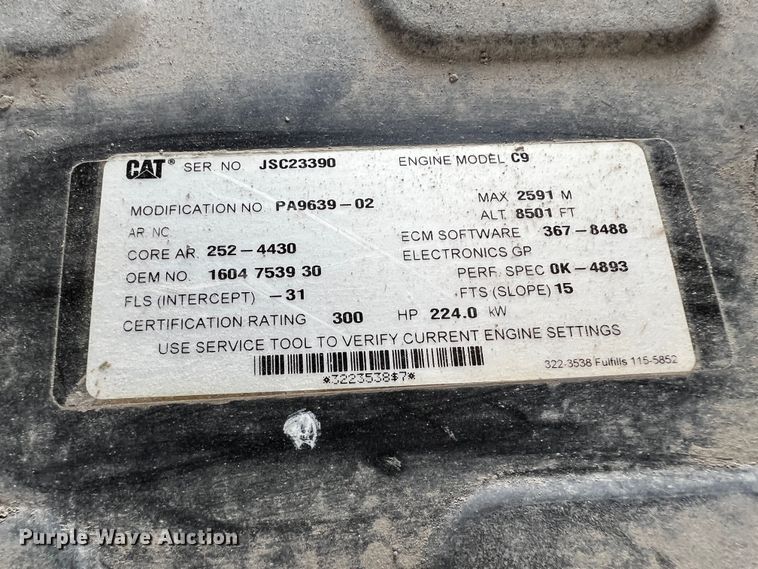 CAT® SER. NO. JSC23390 ENGINE MODEL C9
MODIFICATION NO. PA9639-02 MAX 2591 M
ALT. 8501 FT
AR NO.
ECM SOFTWARE 367-8488
CORE AR. 252-4430 ELECTRONICS GP
OEM NO. 1604 7539 30 PERF. SPEC 0K-4893
FLS (INTERCEPT) -31 FTS (SLOPE) 15
CERTIFICATION RATING 300 HP 224.0 kW
USE SERVICE TOOL TO VERIFY CURRENT ENGINE SETTINGS
*3223538$7*
322-3538 Fulfills 115-5852
Purple Wave Auction